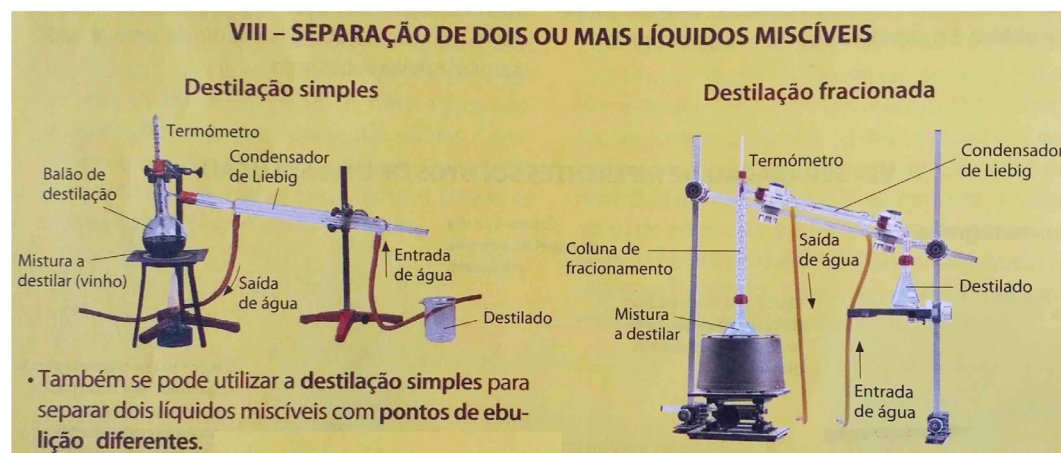 VIII – SEPARAÇÃO DE DOIS OU MAIS LÍQUIDOS MISCÍVEIS
Destilação simples
Termómetro
Condensador
de Liebig
Balão de
destilação
Mistura a
destilar (vinho)
Saída
de água
Entrada
de água
Destilado
• Também se pode utilizar a destilação simples para
separar dois líquidos miscíveis com pontos de ebu-
lição diferentes.
Destilação fracionada
Termómetro
Condensador
de Liebig
Coluna de
fracionamento
Saída
de água
Destilado
Mistura
a destilar
Entrada
de água